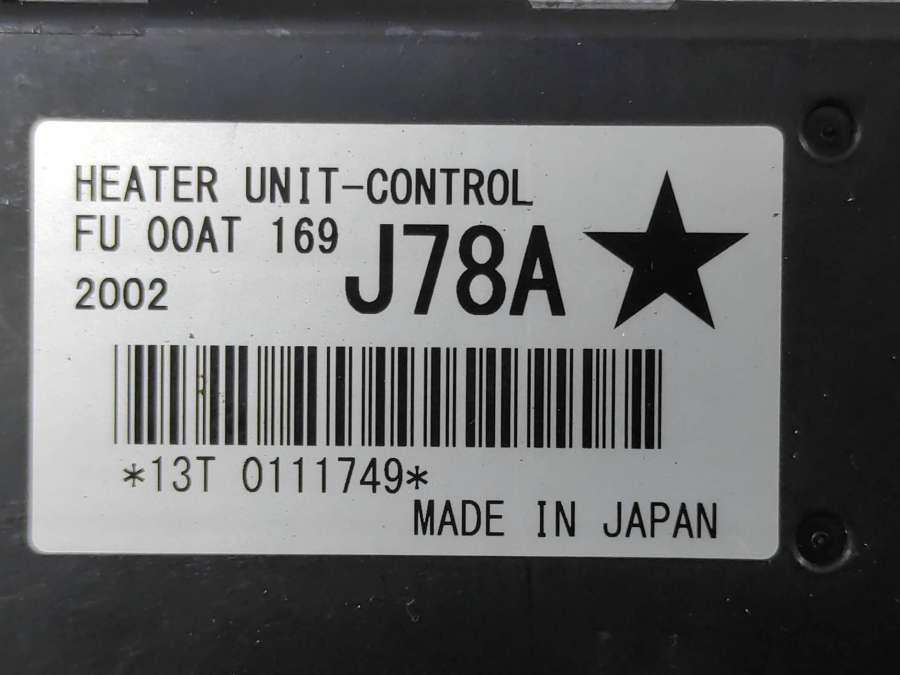 HEATER UNIT-CONTROL
FU 00AT 169
J78A
2002
*13T 0111749*
MADE IN JAPAN